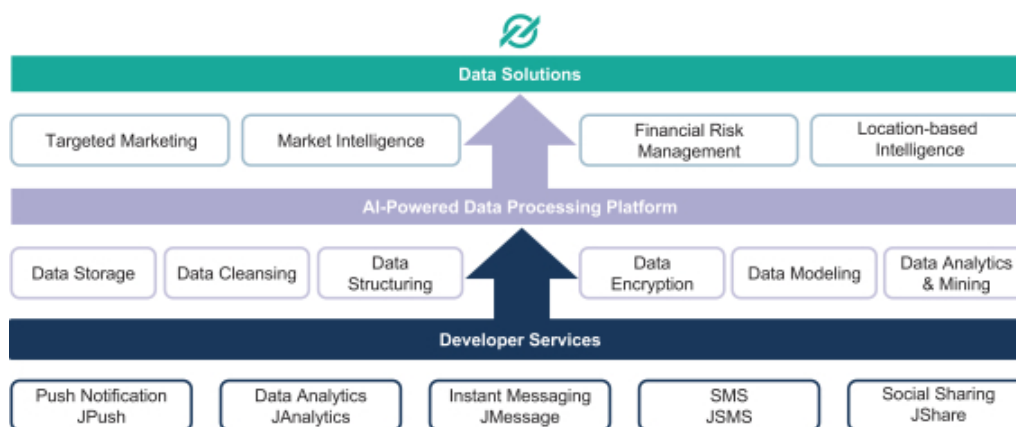 Data Solutions
Targeted Marketing
Market Intelligence
Financial Risk
Management
Location-based
Intelligence
AI-Powered Data Processing Platform
Data Storage
Data Cleansing
Data
Structuring
Data
Encryption
Data Modeling
Data Analytics
& Mining
Developer Services
Push Notification
JPush
Data Analytics
JAnalytics
Instant Messaging
JMessage
SMS
JSMS
Social Sharing
JShare